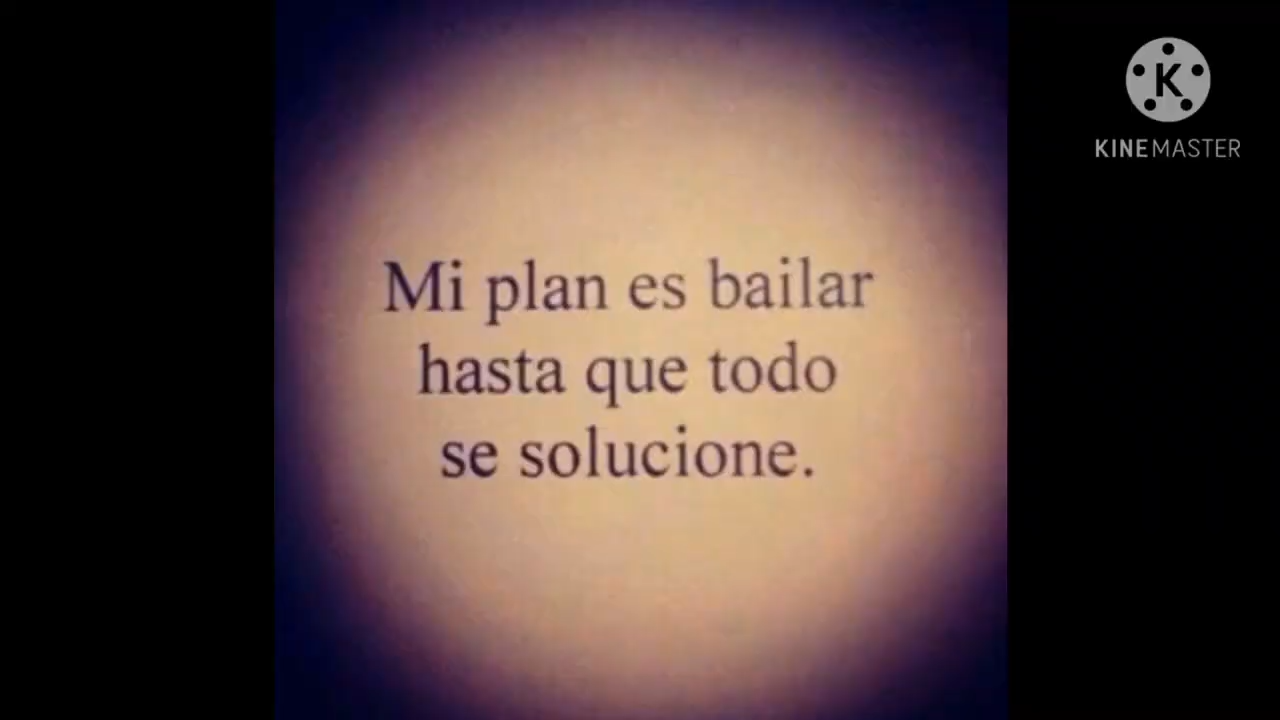 Mi plan es bailar
hasta que todo
se solucione.
K
KINEMASTER